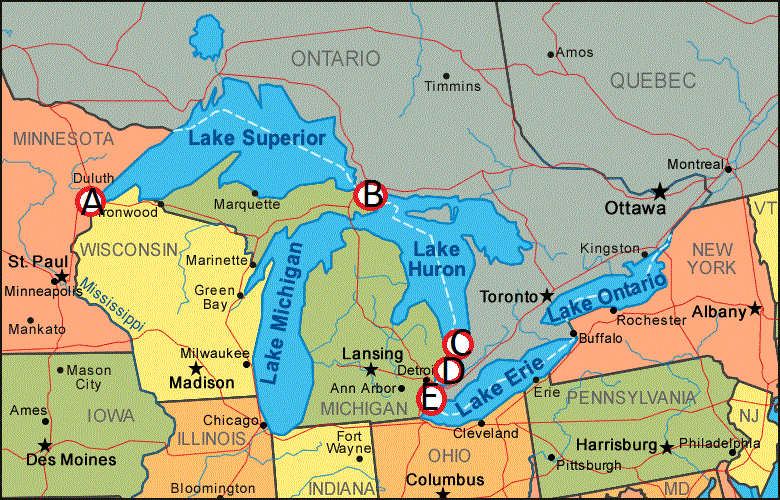 ONTARIO
Amos
Timmins
QUEBEC
MINNESOTA
Lake Superior
Duluth
A
Ironwood
Marquette
B
Montreal
Ottawa
Kingston
VT
NEW
YORK
WISCONSIN
Marinette
Green
Bay
Lake
Huron
Lake Michigan
St. Paul
Minneapolis
Mississippi
Mankato
Toronto
Lake Ontario
Rochester
Albany
Buffalo
C
D
E
Lansing
Detroi
Ann Arbor
MICHIGAN
Lake Erie
Erie
Milwaukee
Madison
Mason
City
Ames
IOWA
Des Moines
Chicago
ILLINOIS
Bloomington
Fort
Wayne
INDIANA
Cleveland
OHIO
Columbus
PENNSYLVANIA
Pittsburgh
Harrisburg
Philadelphia
NJ
MD